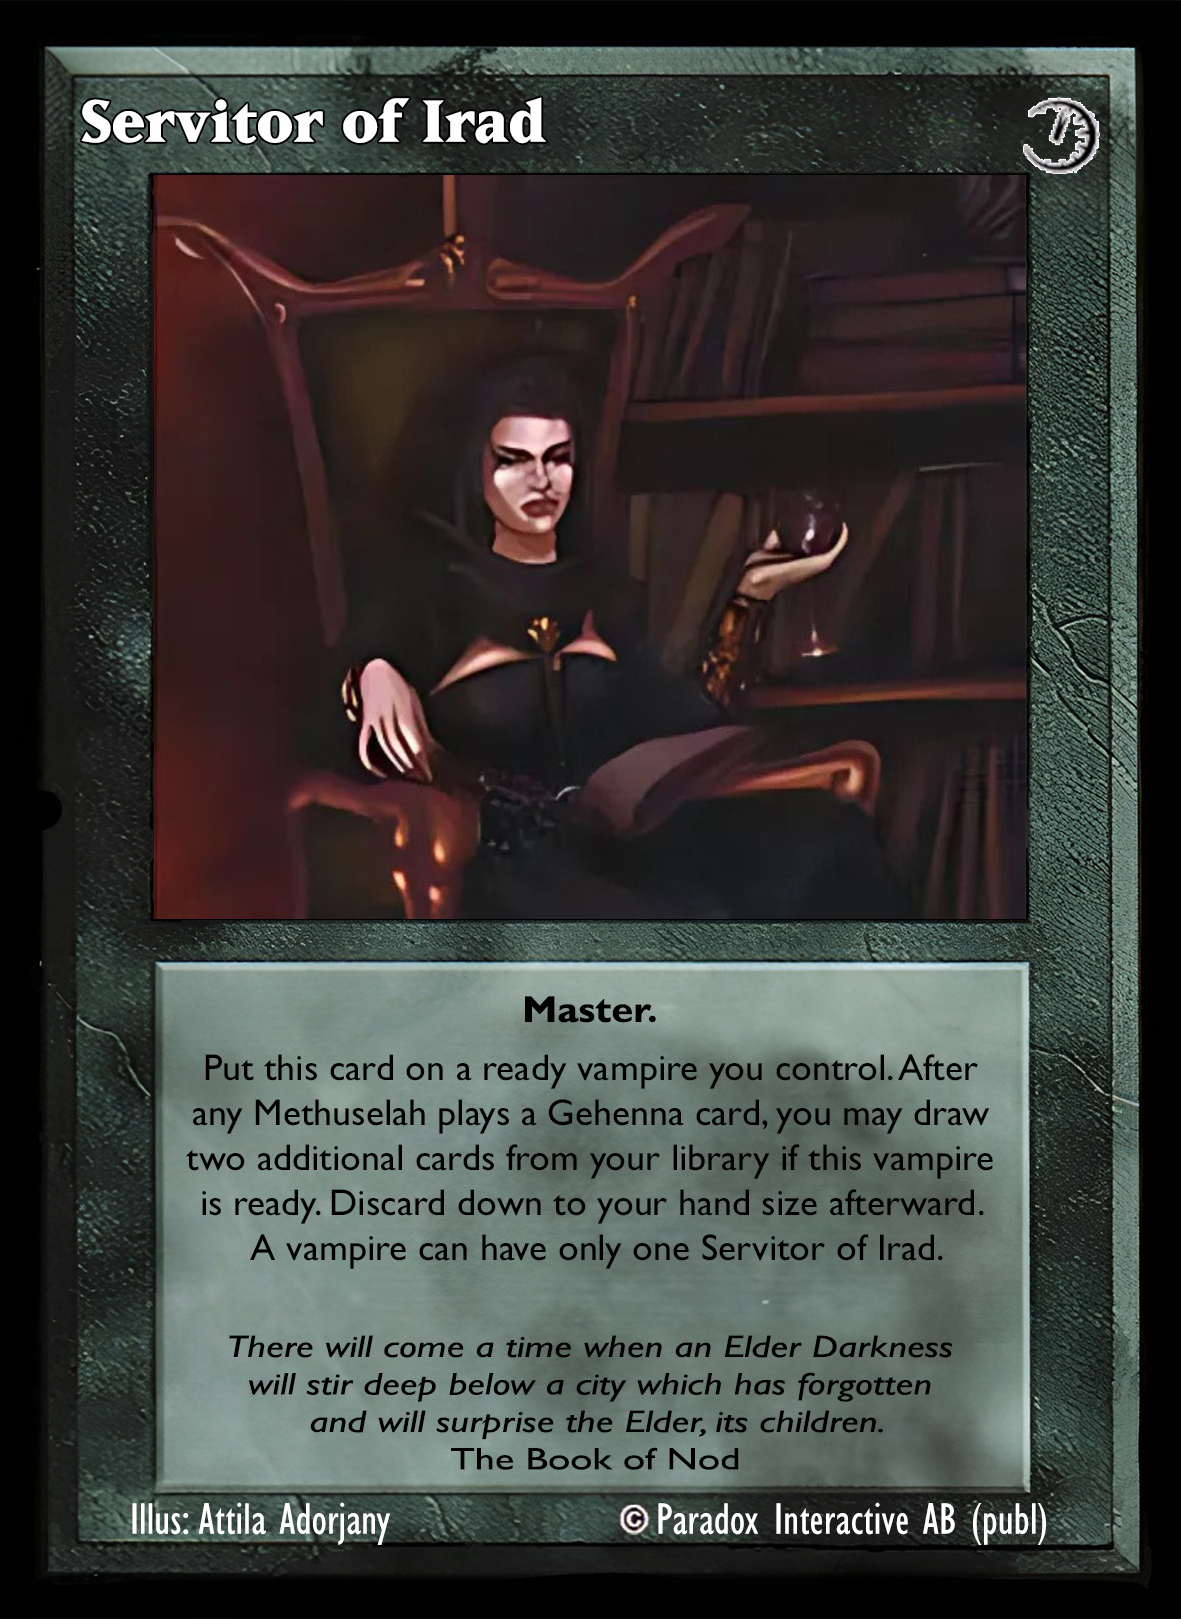 Servitor of Irad
Master.
Put this card on a ready vampire you control. After
any Methuselah plays a Gehenna card, you may draw
two additional cards from your library if this vampire
is ready. Discard down to your hand size afterward.
A vampire can have only one Servitor of Irad.
There will come a time when an Elder Darkness
will stir deep below a city which has forgotten
and will surprise the Elder, its children.
The Book of Nod
Illus: Attila Adorjany © Paradox Interactive AB (publ)